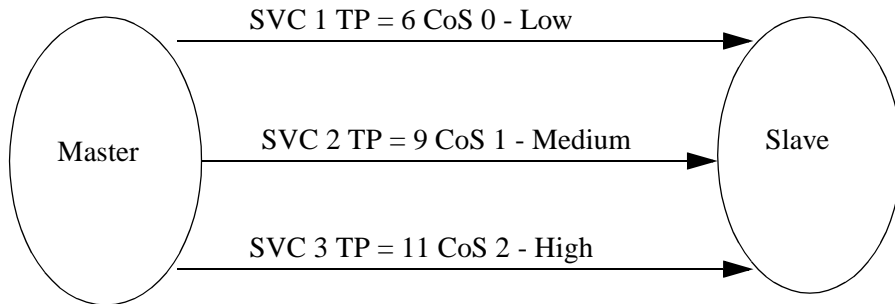 SVC 1 TP = 6 CoS 0 - Low
Master
SVC 2 TP = 9 CoS 1 - Medium
Slave
SVC 3 TP = 11 CoS 2 - High